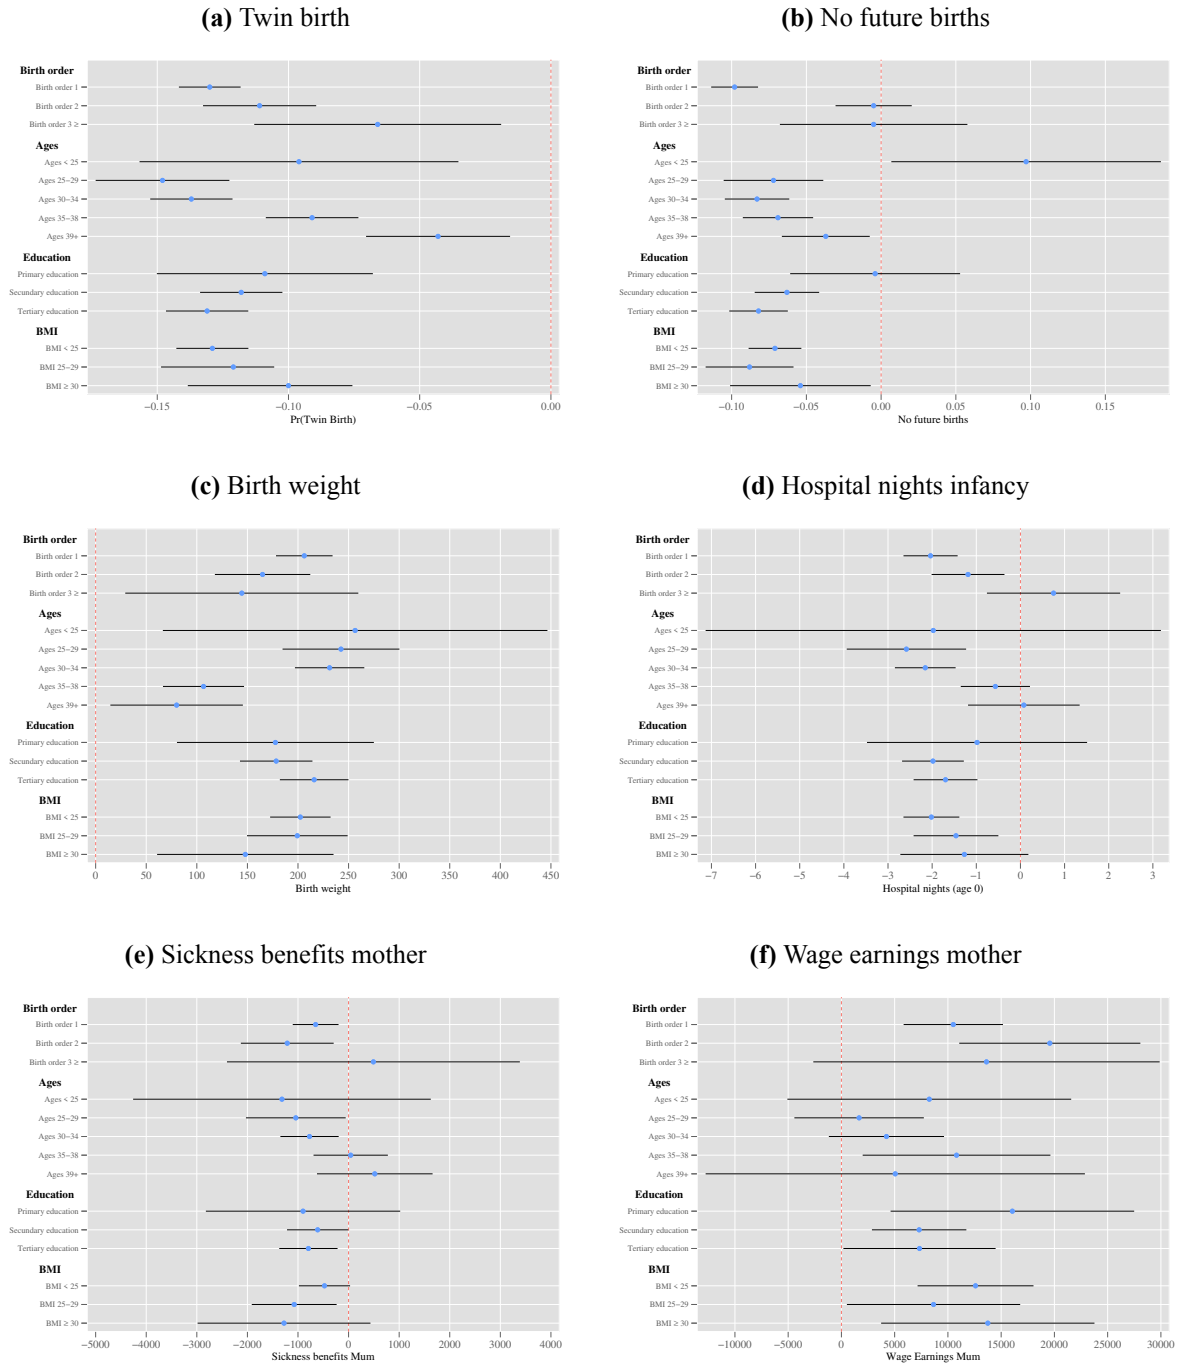 (a) Twin birth
Birth order
Birth order 1
Birth order 2
Birth order 3 ≥
Ages
Ages < 25
Ages 25−29
Ages 30−34
Ages 35−38
Ages 39+
Education
Primary education
Secundary education
Tertiary education
BMI
BMI < 25
BMI 25−29
BMI ≥ 30
−0.15 −0.10 −0.05 0.00
Pr(Twin Birth)
(b) No future births
Birth order
Birth order 1
Birth order 2
Birth order 3 ≥
Ages
Ages < 25
Ages 25−29
Ages 30−34
Ages 35−38
Ages 39+
Education
Primary education
Secundary education
Tertiary education
BMI
BMI < 25
BMI 25−29
BMI ≥ 30
−0.10 −0.05 0.00 0.05 0.10 0.15
No future births
(c) Birth weight
Birth order
Birth order 1
Birth order 2
Birth order 3 ≥
Ages
Ages < 25
Ages 25−29
Ages 30−34
Ages 35−38
Ages 39+
Education
Primary education
Secundary education
Tertiary education
BMI
BMI < 25
BMI 25−29
BMI ≥ 30
0 50 100 150 200 250 300 350 400 450
Birth weight
(d) Hospital nights infancy
Birth order
Birth order 1
Birth order 2
Birth order 3 ≥
Ages
Ages < 25
Ages 25−29
Ages 30−34
Ages 35−38
Ages 39+
Education
Primary education
Secundary education
Tertiary education
BMI
BMI < 25
BMI 25−29
BMI ≥ 30
−7 −6 −5 −4 −3 −2 −1 0 1 2 3
Hospital nights (age 0)
(e) Sickness benefits mother
Birth order
Birth order 1
Birth order 2
Birth order 3 ≥
Ages
Ages < 25
Ages 25−29
Ages 30−34
Ages 35−38
Ages 39+
Education
Primary education
Secundary education
Tertiary education
BMI
BMI < 25
BMI 25−29
BMI ≥ 30
−5000 −4000 −3000 −2000 −1000 0 1000 2000 3000 4000
Sickness benefits Mum
(f) Wage earnings mother
Birth order
Birth order 1
Birth order 2
Birth order 3 ≥
Ages
Ages < 25
Ages 25−29
Ages 30−34
Ages 35−38
Ages 39+
Education
Primary education
Secundary education
Tertiary education
BMI
BMI < 25
BMI 25−29
BMI ≥ 30
−10000 −5000 0 5000 10000 15000 20000 25000 30000
Wage Earnings Mum